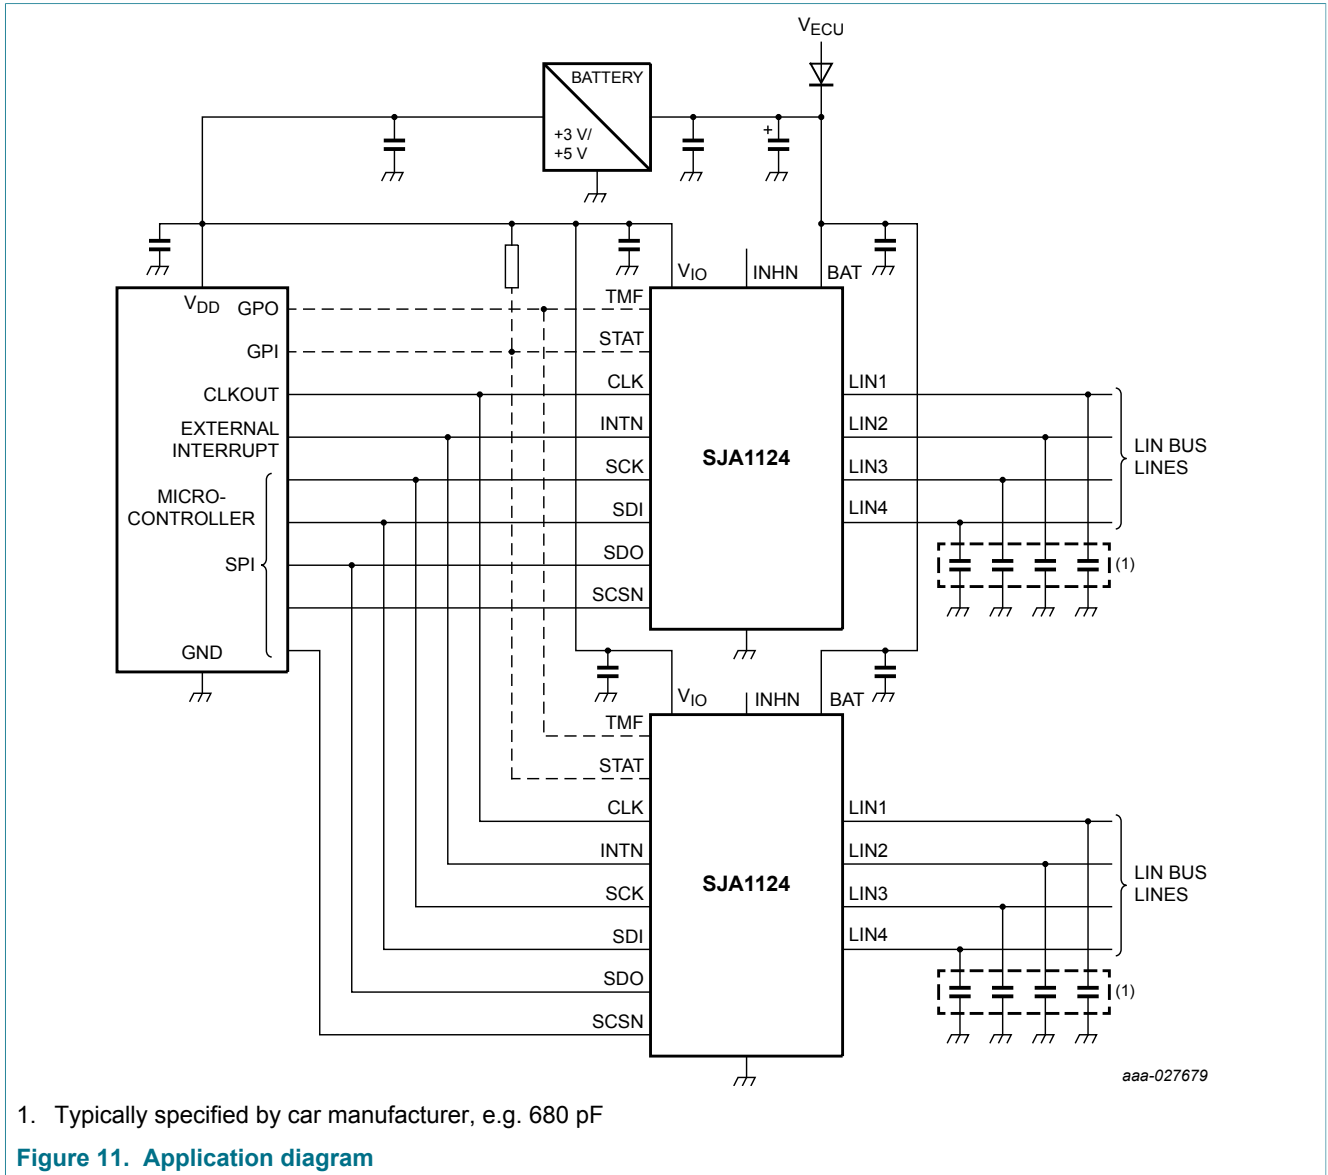 VECU
BATTERY
+3 V/
+5 V
+
VIO
INHN
BAT
VDD
GPO
TMF
GPI
STAT
CLKOUT
CLK
LIN1
EXTERNAL
INTERRUPT
INTN
LIN2
SJA1124
LIN BUS
LINES
SCK
LIN3
MICRO-
CONTROLLER
SDI
LIN4
SPI
SDO
(1)
SCSN
GND
VIO
INHN
BAT
TMF
STAT
CLK
LIN1
INTN
LIN2
SJA1124
LIN BUS
LINES
SCK
LIN3
SDI
LIN4
SDO
(1)
SCSN
aaa-027679
1. Typically specified by car manufacturer, e.g. 680 pF
Figure 11. Application diagram